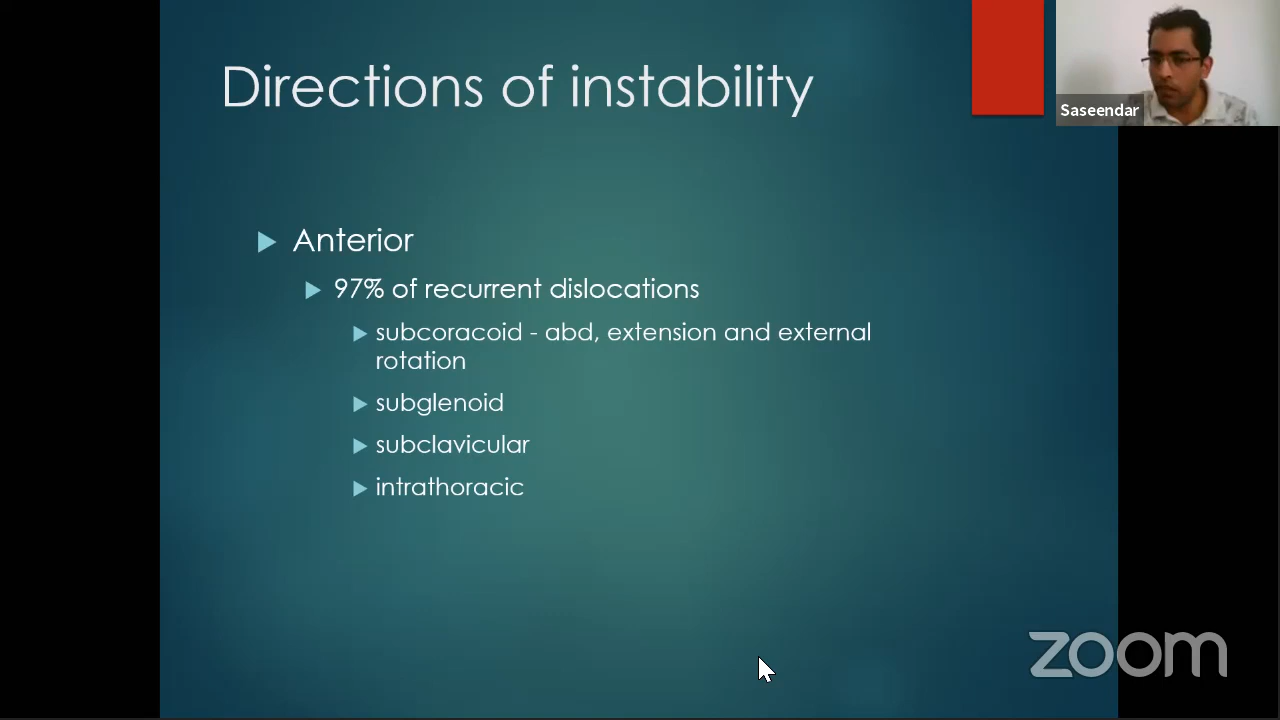 Directions of instability
Saseendar
Anterior
97% of recurrent dislocations
subcoracoid - abd, extension and external
rotation
subglenoid
subclavicular
intrathoracic
zoom